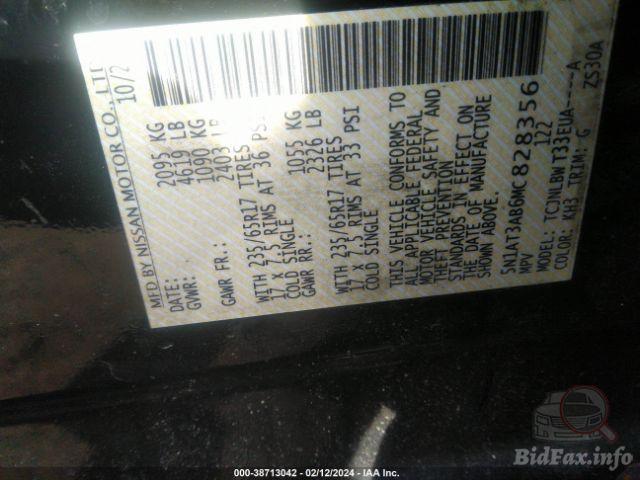 MFD BY NISSAN MOTOR CO., LTD
DATE: 10/2
GVWR: 2095 KG
4619 LB
GAWR FR.: 1090 KG
2403 LB
WITH 235/65R17 TIRES
17 X 7.5 RIMS AT 36 PSI
COLD SINGLE
GAWR RR.: 1055 KG
2326 LB
WITH 235/65R17 TIRES
17 X 7.5 RIMS AT 33 PSI
COLD SINGLE
THIS VEHICLE CONFORMS TO
ALL APPLICABLE FEDERAL
MOTOR VEHICLE SAFETY AND
THEFT PREVENTION
STANDARDS IN EFFECT ON
THE DATE OF MANUFACTURE
SHOWN ABOVE.
5N1AT3AB6MC828356
MPV 122
MODEL: TCJNLBW T33EUA-----A
COLOR: KH3 TRIM: G ZS30A
000-38713042 - 02/12/2024 - IAA Inc.
BidFax.info